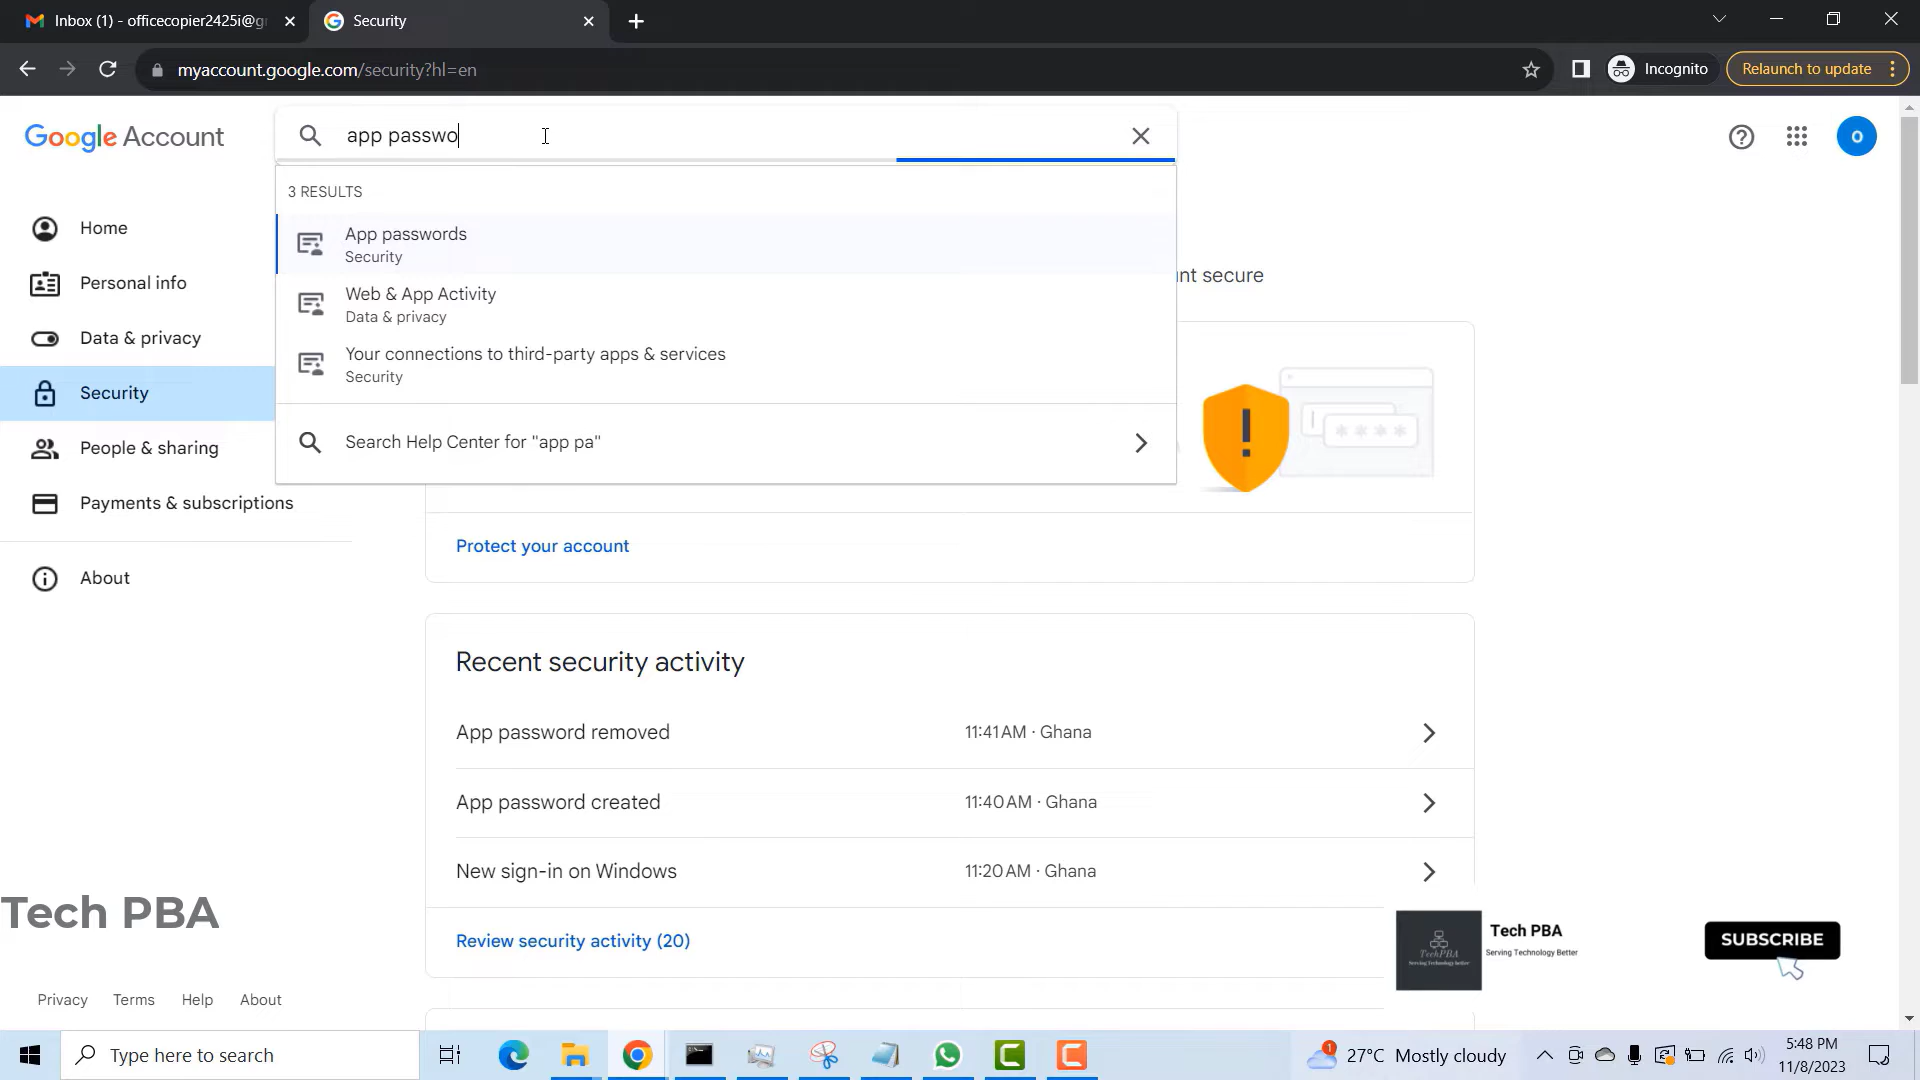 Inbox (1) - officecopier2425i@gr
Security
myaccount.google.com/security?hl=en
Incognito
Relaunch to update
Google Account
app passwo
3 RESULTS
App passwords
Security
Web & App Activity
Data & privacy
Your connections to third-party apps & services
Security
Search Help Center for "app pa"
nt secure
Home
Personal info
Data & privacy
Security
People & sharing
Payments & subscriptions
About
Protect your account
Recent security activity
App password removed
11:41 AM · Ghana
App password created
11:40 AM · Ghana
New sign-in on Windows
11:20 AM · Ghana
Review security activity (20)
Tech PBA
TechPBA
Tech PBA
Serving Technology Better
SUBSCRIBE
Privacy
Terms
Help
About
Type here to search
27°C Mostly cloudy
5:48 PM
11/8/2023